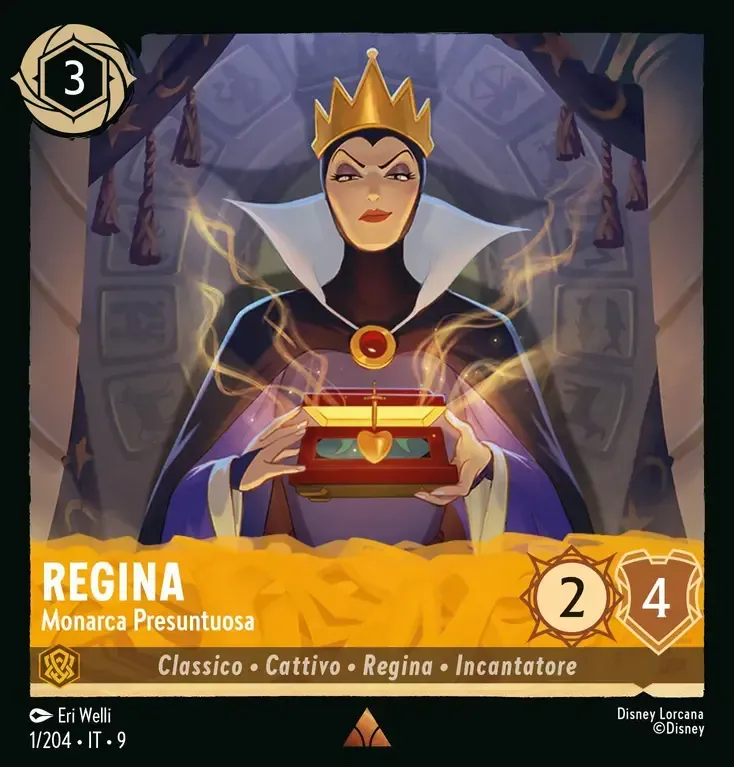 3
REGINA
Monarca Presuntuosa
2
4
Classico • Cattivo • Regina • Incantatore
Eri Welli
Disney Lorcana
1/204 • IT • 9
©Disney